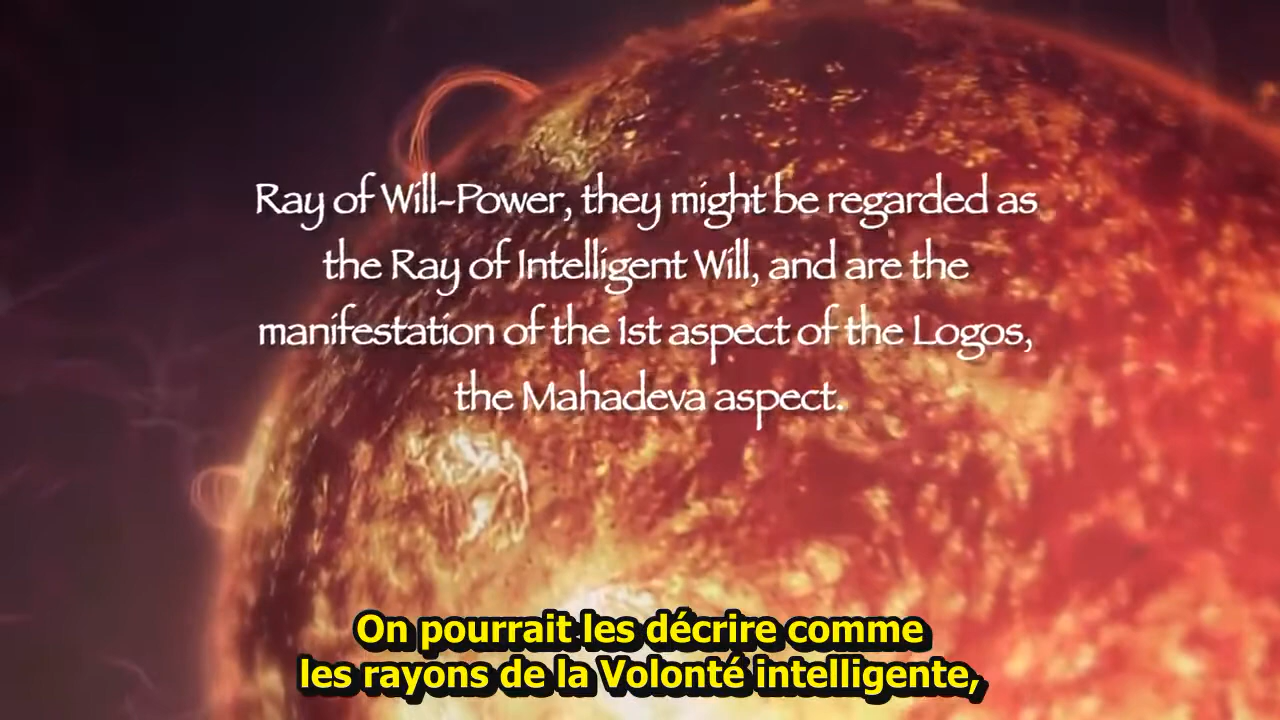 Ray of Will-Power, they might be regarded as
the Ray of Intelligent Will, and are the
manifestation of the 1st aspect of the Logos,
the Mahadeva aspect.
On pourrait les décrire comme
les rayons de la Volonté intelligente,